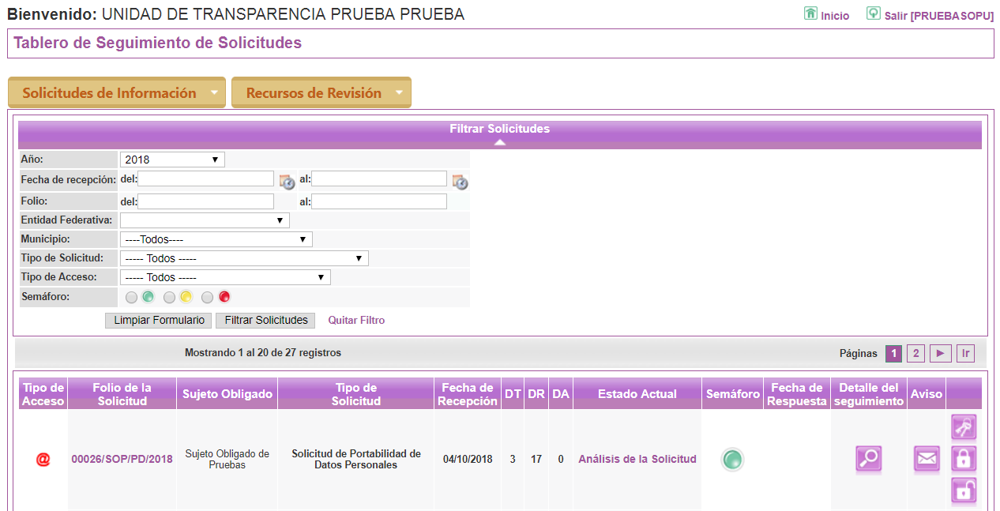 Bienvenido: UNIDAD DE TRANSPARENCIA PRUEBA PRUEBA
Inicio Salir [PRUEBASOPU]
Tablero de Seguimiento de Solicitudes
Solicitudes de Información Recursos de Revisión
Filtrar Solicitudes
Año: 2018
Fecha de recepción: del: al:
Folio: del: al:
Entidad Federativa:
Municipio: ----Todos----
Tipo de Solicitud: ----- Todos -----
Tipo de Acceso: ----- Todos -----
Semáforo:
Limpiar Formulario Filtrar Solicitudes Quitar Filtro
Mostrando 1 al 20 de 27 registros Páginas 1 2 Ir
Tipo de Acceso Folio de la Solicitud Sujeto Obligado Tipo de Solicitud Fecha de Recepción DT DR DA Estado Actual Semáforo Fecha de Respuesta Detalle del seguimiento Aviso
@ 00026/SOP/PD/2018 Sujeto Obligado de Pruebas Solicitud de Portabilidad de Datos Personales 04/10/2018 3 17 0 Análisis de la Solicitud